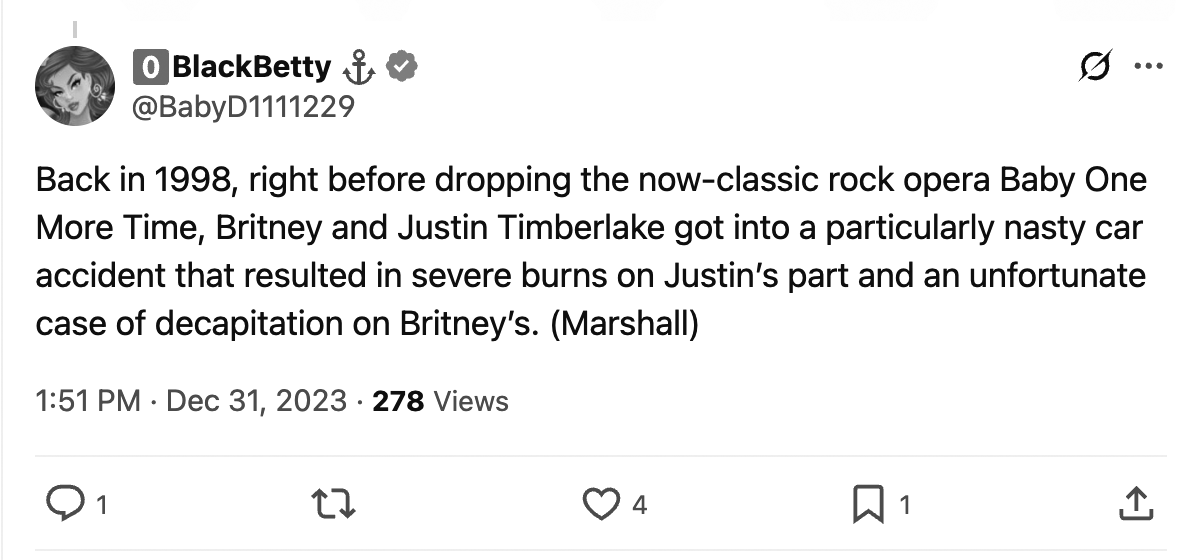 0 BlackBetty ⚓
@BabyD1111229
Back in 1998, right before dropping the now-classic rock opera Baby One
More Time, Britney and Justin Timberlake got into a particularly nasty car
accident that resulted in severe burns on Justin’s part and an unfortunate
case of decapitation on Britney’s. (Marshall)
1:51 PM · Dec 31, 2023 · 278 Views
1 4 1